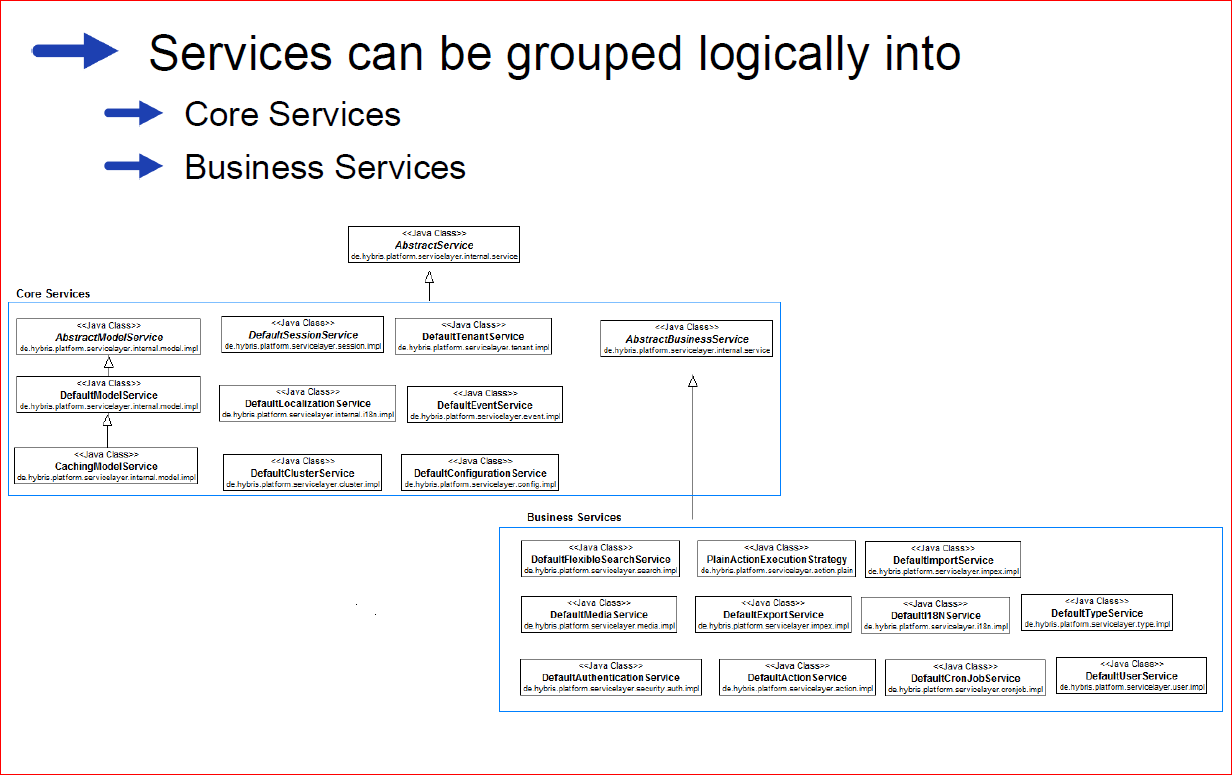 Services can be grouped logically into
Core Services
Business Services
<<Java Class>>
AbstractService
de.hybris.platform.servicelayer.internal.service
Core Services
<<Java Class>>
AbstractModelService
de.hybris.platform.servicelayer.internal.model.impl
<<Java Class>>
DefaultSessionService
de.hybris.platform.servicelayer.session.impl
<<Java Class>>
DefaultTenantService
de.hybris.platform.servicelayer.tenant.impl
<<Java Class>>
AbstractBusinessService
de.hybris.platform.servicelayer.internal.service
<<Java Class>>
DefaultModelService
de.hybris.platform.servicelayer.internal.model.impl
<<Java Class>>
DefaultLocalizationService
de.hybris.platform.servicelayer.internal.i18n.impl
<<Java Class>>
DefaultEventService
de.hybris.platform.servicelayer.event.impl
<<Java Class>>
CachingModelService
de.hybris.platform.servicelayer.internal.model.impl
<<Java Class>>
DefaultClusterService
de.hybris.platform.servicelayer.cluster.impl
<<Java Class>>
DefaultConfigurationService
de.hybris.platform.servicelayer.config.impl
Business Services
<<Java Class>>
DefaultFlexibleSearchService
de.hybris.platform.servicelayer.search.impl
<<Java Class>>
PlainActionExecutionStrategy
de.hybris.platform.servicelayer.action.plain
<<Java Class>>
DefaultImportService
de.hybris.platform.servicelayer.impex.impl
<<Java Class>>
DefaultMediaService
de.hybris.platform.servicelayer.media.impl
<<Java Class>>
DefaultExportService
de.hybris.platform.servicelayer.impex.impl
<<Java Class>>
DefaultI18NService
de.hybris.platform.servicelayer.i18n.impl
<<Java Class>>
DefaultTypeService
de.hybris.platform.servicelayer.type.impl
<<Java Class>>
DefaultAuthenticationService
de.hybris.platform.servicelayer.security.auth.impl
<<Java Class>>
DefaultActionService
de.hybris.platform.servicelayer.action.impl
<<Java Class>>
DefaultCronJobService
de.hybris.platform.servicelayer.cronjob.impl
<<Java Class>>
DefaultUserService
de.hybris.platform.servicelayer.user.impl